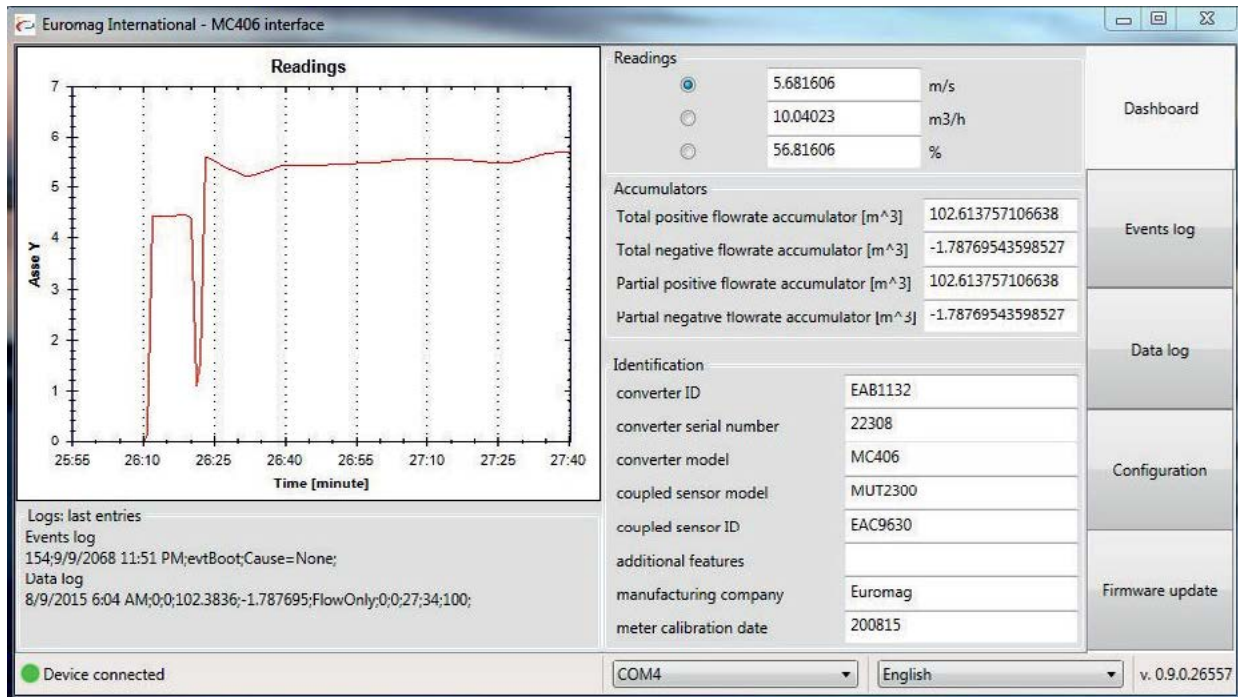 Euromag International - MC406 interface
Readings
7
6
5
4
3
2
1
0
Asse Y
25:55 26:10 26:25 26:40 26:55 27:10 27:25 27:40
Time [minute]
Logs: last entries
Events log
154;9/9/2068 11:51 PM;evtBoot;Cause=None;
Data log
8/9/2015 6:04 AM;0;0;102.3836;-1.787695;FlowOnly;0;0;27;34;100;
Readings
5.681606 m/s
10.04023 m3/h
56.81606 %
Accumulators
Total positive flowrate accumulator [m^3] 102.613757106638
Total negative flowrate accumulator [m^3] -1.78769543598527
Partial positive flowrate accumulator [m^3] 102.613757106638
Partial negative flowrate accumulator [m^3] -1.78769543598527
Identification
converter ID EAB1132
converter serial number 22308
converter model MC406
coupled sensor model MUT2300
coupled sensor ID EAC9630
additional features
manufacturing company Euromag
meter calibration date 200815
Dashboard
Events log
Data log
Configuration
Firmware update
Device connected
COM4
English
v. 0.9.0.26557